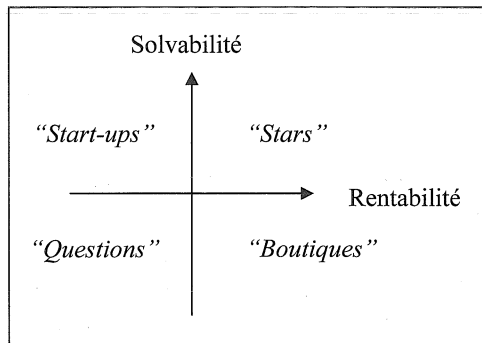 Solvabilité
“Start-ups” “Stars”
Rentabilité
“Questions” “Boutiques”